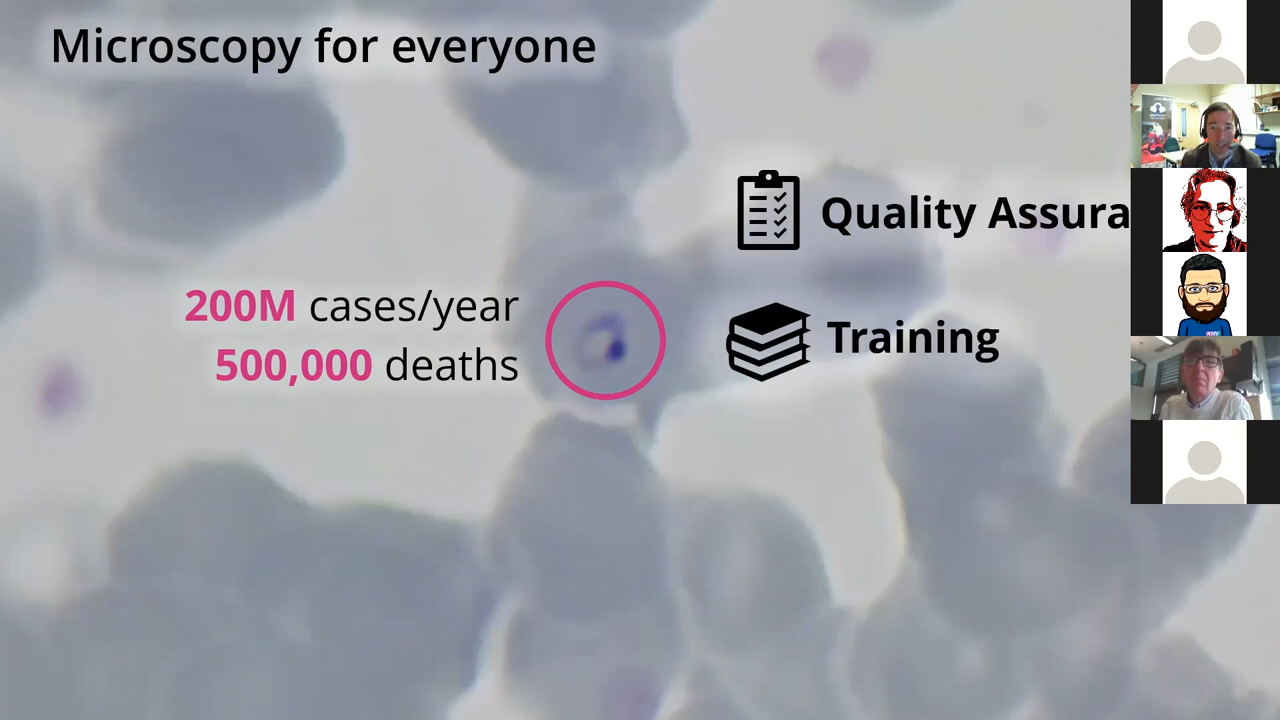 Microscopy for everyone
200M cases/year
500,000 deaths
Quality Assura
Training